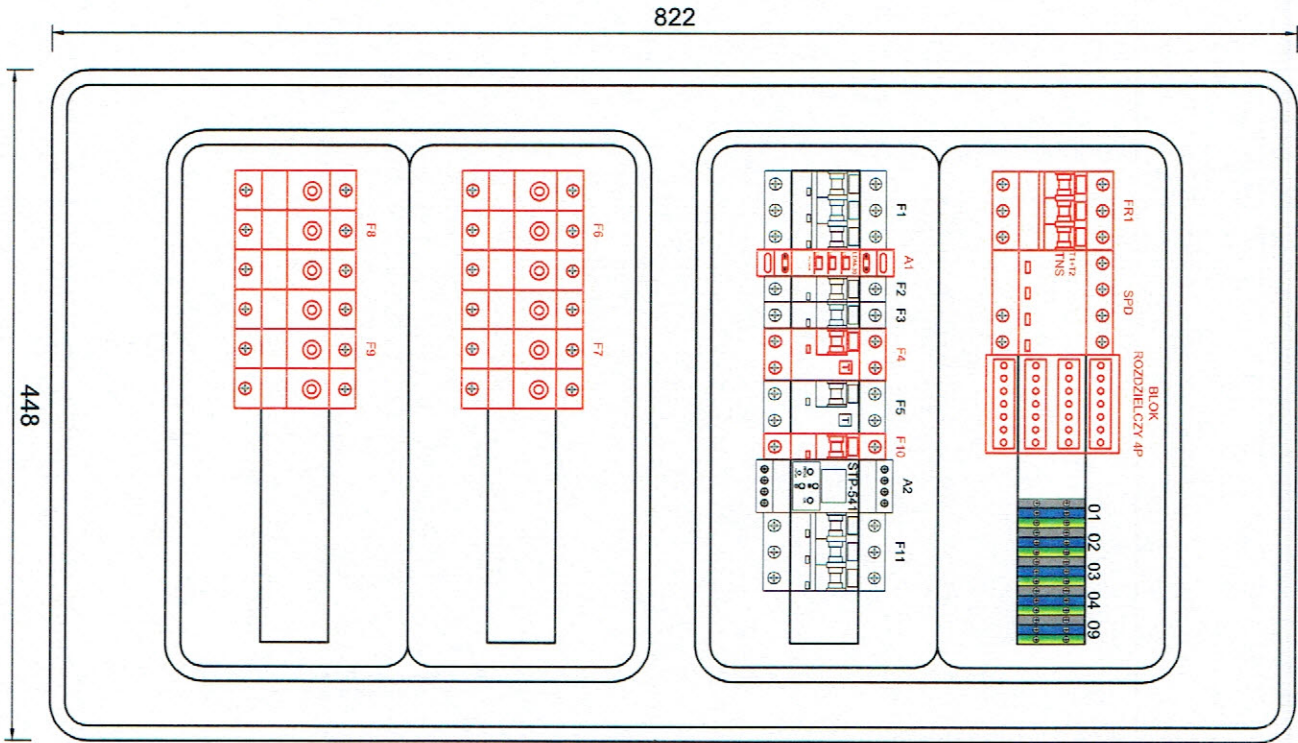 822
448
FR1
T1+T2
TNS
SPD
BLOK
ROZDZIELCZY 4P
01
02
03
04
09
F1
A1
F2
F3
F4
T
F5
T
F10
A2
STP-541
F11
F6
F7
F8
F9